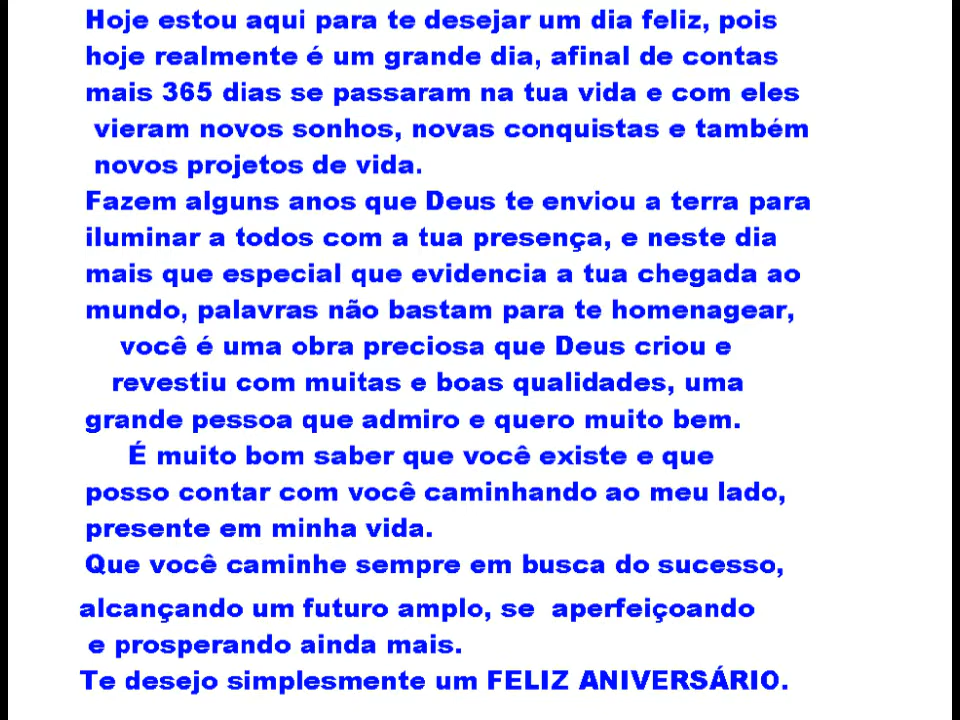 Hoje estou aqui para te desejar um dia feliz, pois
hoje realmente é um grande dia, afinal de contas
mais 365 dias se passaram na tua vida e com eles
vieram novos sonhos, novas conquistas e também
novos projetos de vida.
Fazem alguns anos que Deus te enviou a terra para
iluminar a todos com a tua presença, e neste dia
mais que especial que evidencia a tua chegada ao
mundo, palavras não bastam para te homenagear,
você é uma obra preciosa que Deus criou e
revestiu com muitas e boas qualidades, uma
grande pessoa que admiro e quero muito bem.
É muito bom saber que você existe e que
posso contar com você caminhando ao meu lado,
presente em minha vida.
Que você caminhe sempre em busca do sucesso,
alcançando um futuro amplo, se aperfeiçoando
e prosperando ainda mais.
Te desejo simplesmente um FELIZ ANIVERSÁRIO.